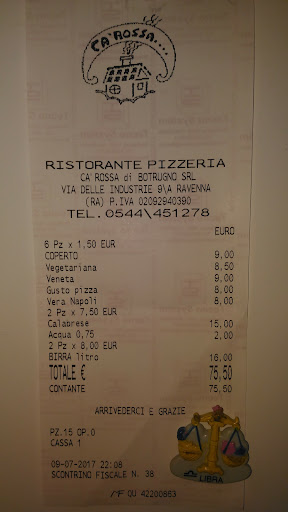 CA' ROSSA....
RISTORANTE PIZZERIA
CA' ROSSA di BOTRUGNO SRL
VIA DELLE INDUSTRIE 9\A RAVENNA
(RA) P.IVA 02092940390
TEL. 0544\451278
EURO
6 Pz x 1,50 EUR
COPERTO 9,00
Vegetariana 8,50
Veneta 9,00
Gusto pizza 8,00
Vera Napoli 8,00
2 Pz x 7,50 EUR
Calabrese 15,00
Acqua 0,75 2,00
2 Pz x 8,00 EUR
BIRRA litro 16,00
TOTALE € 75,50
CONTANTE 75,50
ARRIVEDERCI E GRAZIE
PZ.15 OP.0
CASSA 1
09-07-2017 22:08
SCONTRINO FISCALE N. 38
MF QU 42200863
LIBRA